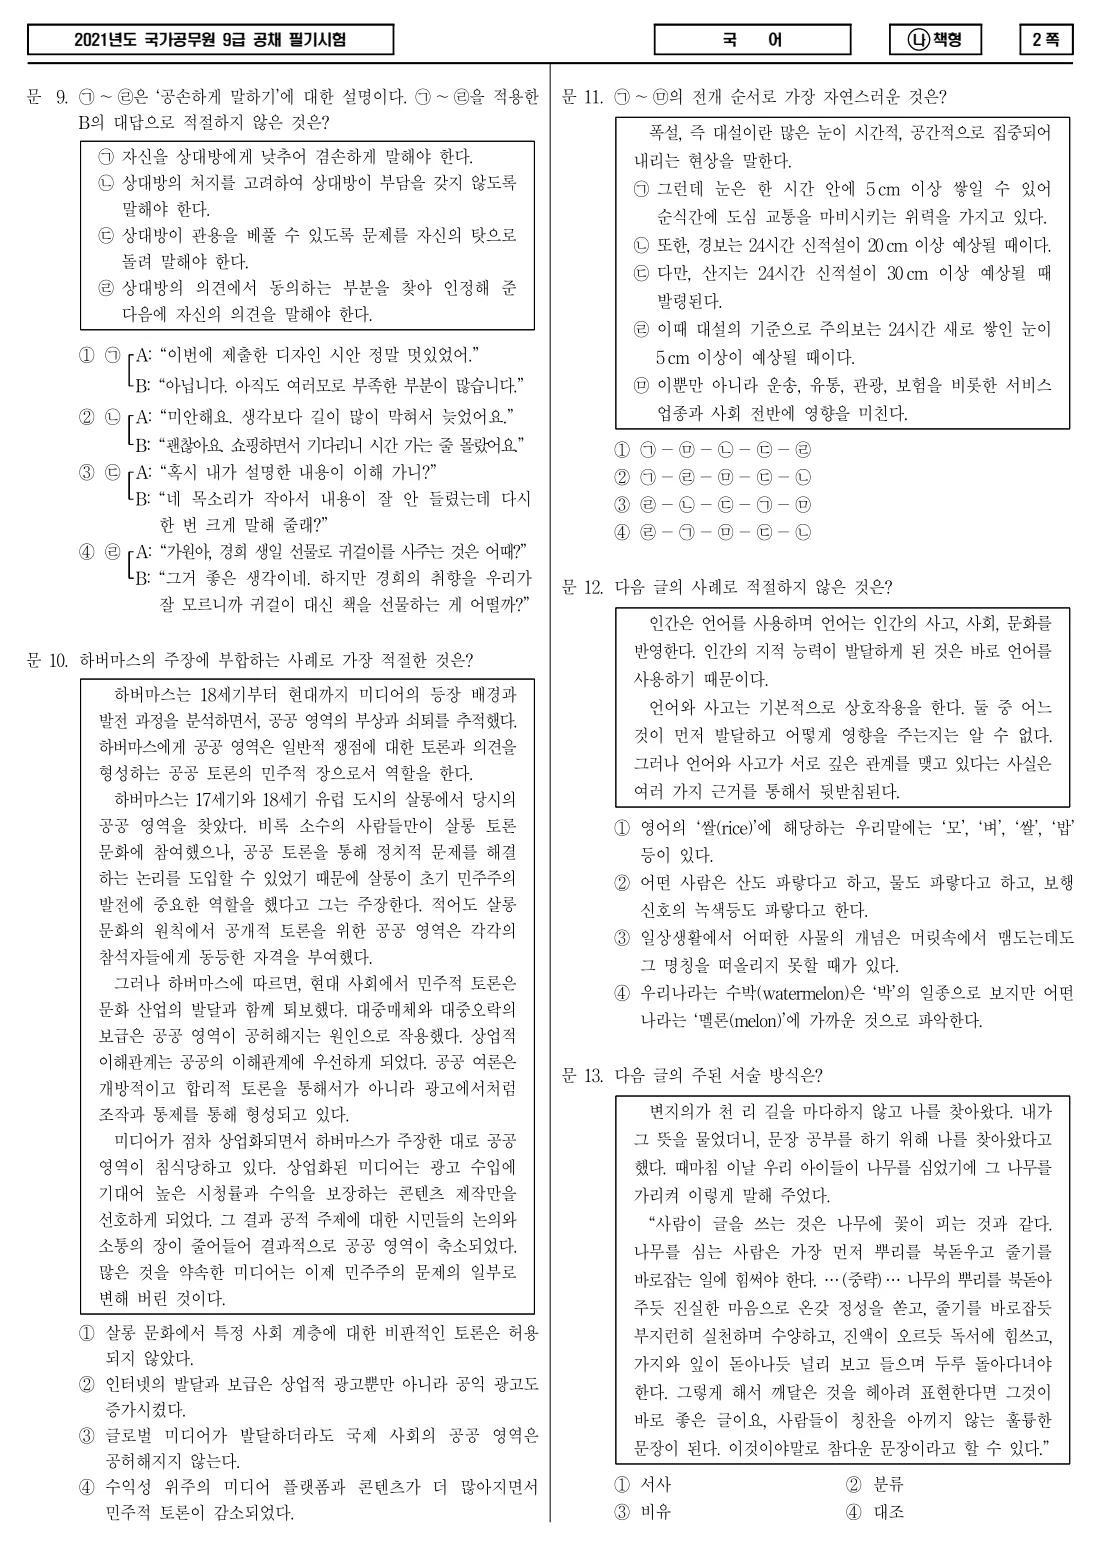 2021년도 국가공무원 9급 공채 필기시험
국 어
㉯ 책형
2 쪽
문 9. ㉠ ~ ㉣은 ‘공손하게 말하기’에 대한 설명이다. ㉠ ~ ㉣을 적용한
B의 대답으로 적절하지 않은 것은?
㉠ 자신을 상대방에게 낮추어 겸손하게 말해야 한다.
㉡ 상대방의 처지를 고려하여 상대방이 부담을 갖지 않도록
말해야 한다.
㉢ 상대방이 관용을 베풀 수 있도록 문제를 자신의 탓으로
돌려 말해야 한다.
㉣ 상대방의 의견에서 동의하는 부분을 찾아 인정해 준
다음에 자신의 의견을 말해야 한다.
① ㉠ A: “이번에 제출한 디자인 시안 정말 멋있었어.”
B: “아닙니다. 아직도 여러모로 부족한 부분이 많습니다.”
② ㉡ A: “미안해요. 생각보다 길이 많이 막혀서 늦었어요.”
B: “괜찮아요. 쇼핑하면서 기다리니 시간 가는 줄 몰랐어요.”
③ ㉢ A: “혹시 내가 설명한 내용이 이해 가니?”
B: “네 목소리가 작아서 내용이 잘 안 들렸는데 다시
한 번 크게 말해 줄래?”
④ ㉣ A: “가원아, 경희 생일 선물로 귀걸이를 사주는 것은 어때?”
B: “그거 좋은 생각이네. 하지만 경희의 취향을 우리가
잘 모르니까 귀걸이 대신 책을 선물하는 게 어떨까?”
문 10. 하버마스의 주장에 부합하는 사례로 가장 적절한 것은?
하버마스는 18세기부터 현대까지 미디어의 등장 배경과
발전 과정을 분석하면서, 공공 영역의 부상과 쇠퇴를 추적했다.
하버마스에게 공공 영역은 일반적 쟁점에 대한 토론과 의견을
형성하는 공공 토론의 민주적 장으로서 역할을 한다.
하버마스는 17세기와 18세기 유럽 도시의 살롱에서 당시의
공공 영역을 찾았다. 비록 소수의 사람들만이 살롱 토론
문화에 참여했으나, 공공 토론을 통해 정치적 문제를 해결
하는 논리를 도입할 수 있었기 때문에 살롱이 초기 민주주의
발전에 중요한 역할을 했다고 그는 주장한다. 적어도 살롱
문화의 원칙에서 공개적 토론을 위한 공공 영역은 각각의
참석자들에게 동등한 자격을 부여했다.
그러나 하버마스에 따르면, 현대 사회에서 민주적 토론은
문화 산업의 발달과 함께 퇴보했다. 대중매체와 대중오락의
보급은 공공 영역이 공허해지는 원인으로 작용했다. 상업적
이해관계는 공공의 이해관계에 우선하게 되었다. 공공 여론은
개방적이고 합리적 토론을 통해서가 아니라 광고에서처럼
조작과 통제를 통해 형성되고 있다.
미디어가 점차 상업화되면서 하버마스가 주장한 대로 공공
영역이 침식당하고 있다. 상업화된 미디어는 광고 수입에
기대어 높은 시청률과 수익을 보장하는 콘텐츠 제작만을
선호하게 되었다. 그 결과 공적 주제에 대한 시민들의 논의와
소통의 장이 줄어들어 결과적으로 공공 영역이 축소되었다.
많은 것을 약속한 미디어는 이제 민주주의 문제의 일부로
변해 버린 것이다.
① 살롱 문화에서 특정 사회 계층에 대한 비판적인 토론은 허용
되지 않았다.
② 인터넷의 발달과 보급은 상업적 광고뿐만 아니라 공익 광고도
증가시켰다.
③ 글로벌 미디어가 발달하더라도 국제 사회의 공공 영역은
공허해지지 않는다.
④ 수익성 위주의 미디어 플랫폼과 콘텐츠가 더 많아지면서
민주적 토론이 감소되었다.
문 11. ㉠ ~ ㉤의 전개 순서로 가장 자연스러운 것은?
폭설, 즉 대설이란 많은 눈이 시간적, 공간적으로 집중되어
내리는 현상을 말한다.
㉠ 그런데 눈은 한 시간 안에 5 cm 이상 쌓일 수 있어
순식간에 도심 교통을 마비시키는 위력을 가지고 있다.
㉡ 또한, 경보는 24시간 신적설이 20 cm 이상 예상될 때이다.
㉢ 다만, 산지는 24시간 신적설이 30 cm 이상 예상될 때
발령된다.
㉣ 이때 대설의 기준으로 주의보는 24시간 새로 쌓인 눈이
5 cm 이상이 예상될 때이다.
㉤ 이뿐만 아니라 운송, 유통, 관광, 보험을 비롯한 서비스
업종과 사회 전반에 영향을 미친다.
① ㉠ - ㉤ - ㉡ - ㉢ - ㉣
② ㉠ - ㉣ - ㉤ - ㉢ - ㉡
③ ㉣ - ㉡ - ㉢ - ㉠ - ㉤
④ ㉣ - ㉠ - ㉤ - ㉢ - ㉡
문 12. 다음 글의 사례로 적절하지 않은 것은?
인간은 언어를 사용하며 언어는 인간의 사고, 사회, 문화를
반영한다. 인간의 지적 능력이 발달하게 된 것은 바로 언어를
사용하기 때문이다.
언어와 사고는 기본적으로 상호작용을 한다. 둘 중 어느
것이 먼저 발달하고 어떻게 영향을 주는지는 알 수 없다.
그러나 언어와 사고가 서로 깊은 관계를 맺고 있다는 사실은
여러 가지 근거를 통해서 뒷받침된다.
① 영어의 ‘쌀(rice)’에 해당하는 우리말에는 ‘모’, ‘벼’, ‘쌀’, ‘밥’
등이 있다.
② 어떤 사람은 산도 파랗다고 하고, 물도 파랗다고 하고, 보행
신호의 녹색등도 파랗다고 한다.
③ 일상생활에서 어떠한 사물의 개념은 머릿속에서 맴도는데도
그 명칭을 떠올리지 못할 때가 있다.
④ 우리나라는 수박(watermelon)은 ‘박’의 일종으로 보지만 어떤
나라는 ‘멜론(melon)’에 가까운 것으로 파악한다.
문 13. 다음 글의 주된 서술 방식은?
변지의가 천 리 길을 마다하지 않고 나를 찾아왔다. 내가
그 뜻을 물었더니, 문장 공부를 하기 위해 나를 찾아왔다고
했다. 때마침 이날 우리 아이들이 나무를 심었기에 그 나무를
가리켜 이렇게 말해 주었다.
“사람이 글을 쓰는 것은 나무에 꽃이 피는 것과 같다.
나무를 심는 사람은 가장 먼저 뿌리를 북돋우고 줄기를
바로잡는 일에 힘써야 한다. …(중략)… 나무의 뿌리를 북돋아
주듯 진실한 마음으로 온갖 정성을 쏟고, 줄기를 바로잡듯
부지런히 실천하며 수양하고, 진액이 오르듯 독서에 힘쓰고,
가지와 잎이 돋아나듯 널리 보고 들으며 두루 돌아다녀야
한다. 그렇게 해서 깨달은 것을 헤아려 표현한다면 그것이
바로 좋은 글이요, 사람들이 칭찬을 아끼지 않는 훌륭한
문장이 된다. 이것이야말로 참다운 문장이라고 할 수 있다.”
① 서사 ② 분류
③ 비유 ④ 대조